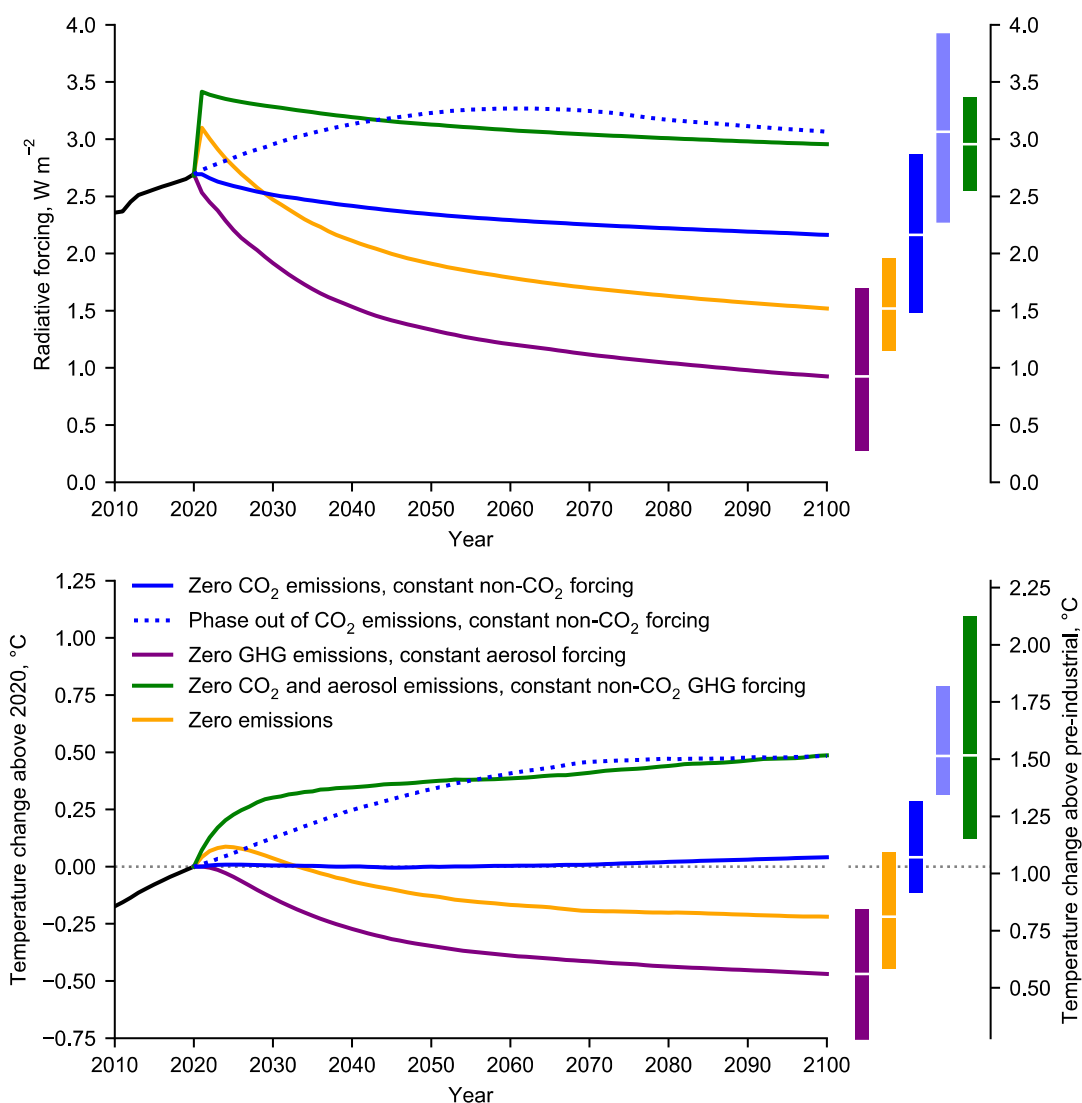 4.0
3.5
3.0
2.5
2.0
1.5
1.0
0.5
0.0
Radiative forcing, W m⁻²
2010 2020 2030 2040 2050 2060 2070 2080 2090 2100
Year
4.0
3.5
3.0
2.5
2.0
1.5
1.0
0.5
0.0
1.25
1.00
0.75
0.50
0.25
0.00
−0.25
−0.50
−0.75
Temperature change above 2020, °C
Zero CO₂ emissions, constant non-CO₂ forcing
Phase out of CO₂ emissions, constant non-CO₂ forcing
Zero GHG emissions, constant aerosol forcing
Zero CO₂ and aerosol emissions, constant non-CO₂ GHG forcing
Zero emissions
2010 2020 2030 2040 2050 2060 2070 2080 2090 2100
Year
2.25
2.00
1.75
1.50
1.25
1.00
0.75
0.50
Temperature change above pre-industrial, °C